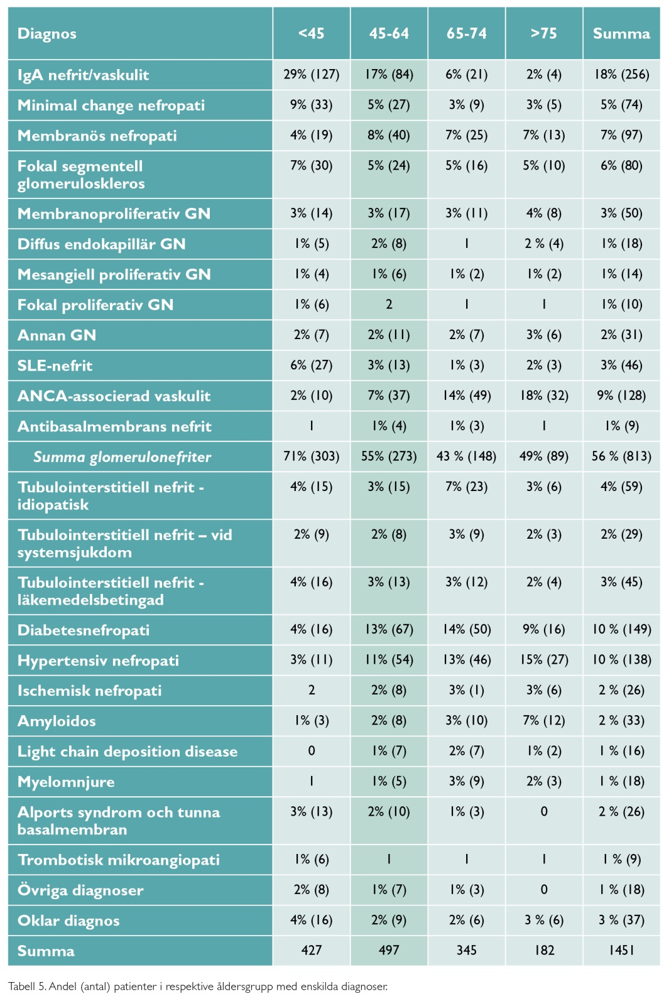 Diagnos <45 45-64 65-74 >75 Summa
IgA nefrit/vaskulit 29% (127) 17% (84) 6% (21) 2% (4) 18% (256)
Minimal change nefropati 9% (33) 5% (27) 3% (9) 3% (5) 5% (74)
Membranös nefropati 4% (19) 8% (40) 7% (25) 7% (13) 7% (97)
Fokal segmentell
glomeruloskleros 7% (30) 5% (24) 5% (16) 5% (10) 6% (80)
Membranoproliferativ GN 3% (14) 3% (17) 3% (11) 4% (8) 3% (50)
Diffus endokapillär GN 1% (5) 2% (8) 1 2 % (4) 1% (18)
Mesangiell proliferativ GN 1% (4) 1% (6) 1% (2) 1% (2) 1% (14)
Fokal proliferativ GN 1% (6) 2 1 1 1% (10)
Annan GN 2% (7) 2% (11) 2% (7) 3% (6) 2% (31)
SLE-nefrit 6% (27) 3% (13) 1% (3) 2% (3) 3% (46)
ANCA-associerad vaskulit 2% (10) 7% (37) 14% (49) 18% (32) 9% (128)
Antibasalmembrans nefrit 1 1% (4) 1% (3) 1 1% (9)
Summa glomerulonefriter 71% (303) 55% (273) 43 % (148) 49% (89) 56 % (813)
Tubulointerstitiell nefrit -
idiopatisk 4% (15) 3% (15) 7% (23) 3% (6) 4% (59)
Tubulointerstitiell nefrit – vid
systemsjukdom 2% (9) 2% (8) 3% (9) 2% (3) 2% (29)
Tubulointerstitiell nefrit -
läkemedelsbetingad 4% (16) 3% (13) 3% (12) 2% (4) 3% (45)
Diabetesnefropati 4% (16) 13% (67) 14% (50) 9% (16) 10 % (149)
Hypertensiv nefropati 3% (11) 11% (54) 13% (46) 15% (27) 10 % (138)
Ischemisk nefropati 2 2% (8) 3% (1) 3% (6) 2 % (26)
Amyloidos 1% (3) 2% (8) 3% (10) 7% (12) 2 % (33)
Light chain deposition disease 0 1% (7) 2% (7) 1% (2) 1 % (16)
Myelomnjure 1 1% (5) 3% (9) 2% (3) 1 % (18)
Alports syndrom och tunna
basalmembran 3% (13) 2% (10) 1% (3) 0 2 % (26)
Trombotisk mikroangiopati 1% (6) 1 1 1 1 % (9)
Övriga diagnoser 2% (8) 1% (7) 1% (3) 0 1 % (18)
Oklar diagnos 4% (16) 2% (9) 2% (6) 3 % (6) 3 % (37)
Summa 427 497 345 182 1451
Tabell 5. Andel (antal) patienter i respektive åldersgrupp med enskilda diagnoser.